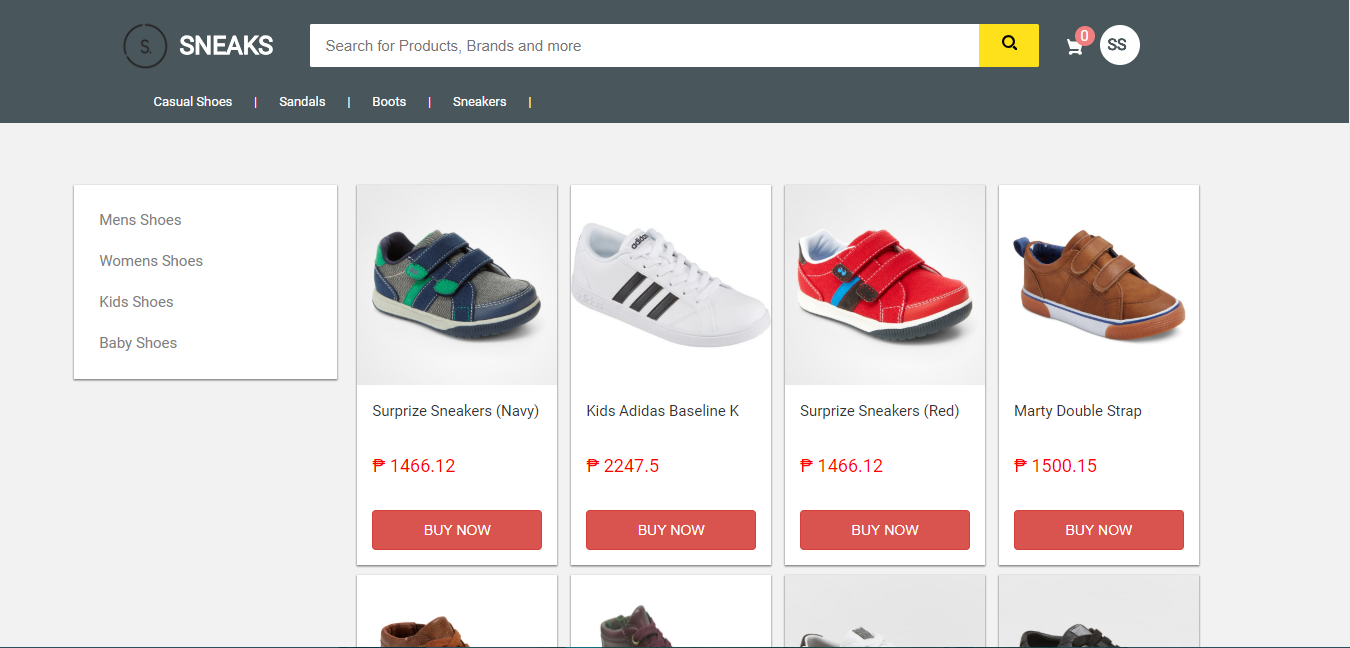 S. SNEAKS
Search for Products, Brands and more
0
SS
Casual Shoes | Sandals | Boots | Sneakers |
Mens Shoes
Womens Shoes
Kids Shoes
Baby Shoes
adidas
Surprize Sneakers (Navy)
₱ 1466.12
BUY NOW
Kids Adidas Baseline K
₱ 2247.5
BUY NOW
Surprize Sneakers (Red)
₱ 1466.12
BUY NOW
Marty Double Strap
₱ 1500.15
BUY NOW